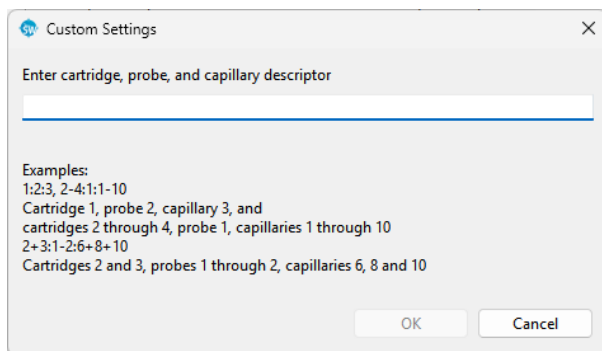 SW Custom Settings
Enter cartridge, probe, and capillary descriptor
Examples:
1:2:3, 2-4:1:1-10
Cartridge 1, probe 2, capillary 3, and
cartridges 2 through 4, probe 1, capillaries 1 through 10
2+3:1-2:6+8+10
Cartridges 2 and 3, probes 1 through 2, capillaries 6, 8 and 10
OK Cancel